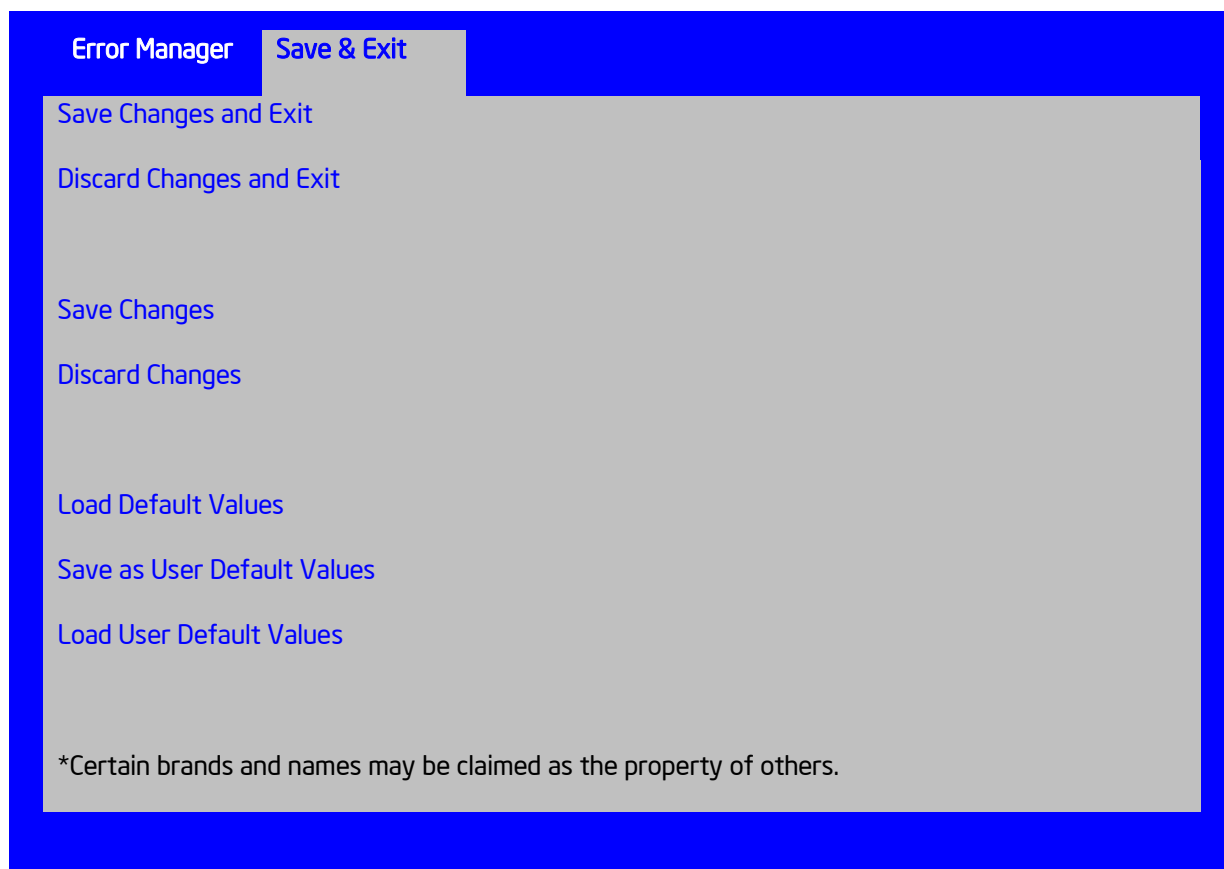 Error Manager Save & Exit
Save Changes and Exit
Discard Changes and Exit
Save Changes
Discard Changes
Load Default Values
Save as User Default Values
Load User Default Values
*Certain brands and names may be claimed as the property of others.